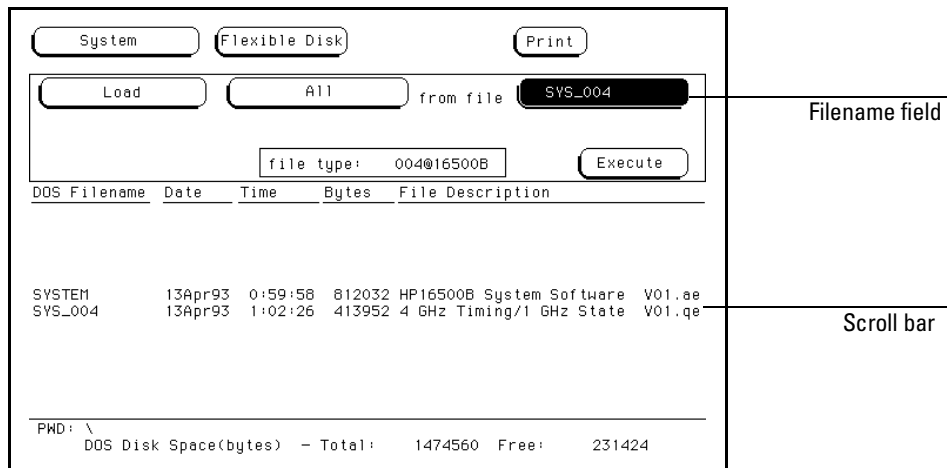 System Flexible Disk Print
Load All from file SYS_004
Filename field
file type: 004@16500B Execute
DOS Filename Date Time Bytes File Description
SYSTEM 13Apr93 0:59:58 812032 HP16500B System Software V01.ae
SYS_004 13Apr93 1:02:26 413952 4 GHz Timing/1 GHz State V01.qe
Scroll bar
PWD: \
DOS Disk Space(bytes) - Total: 1474560 Free: 231424